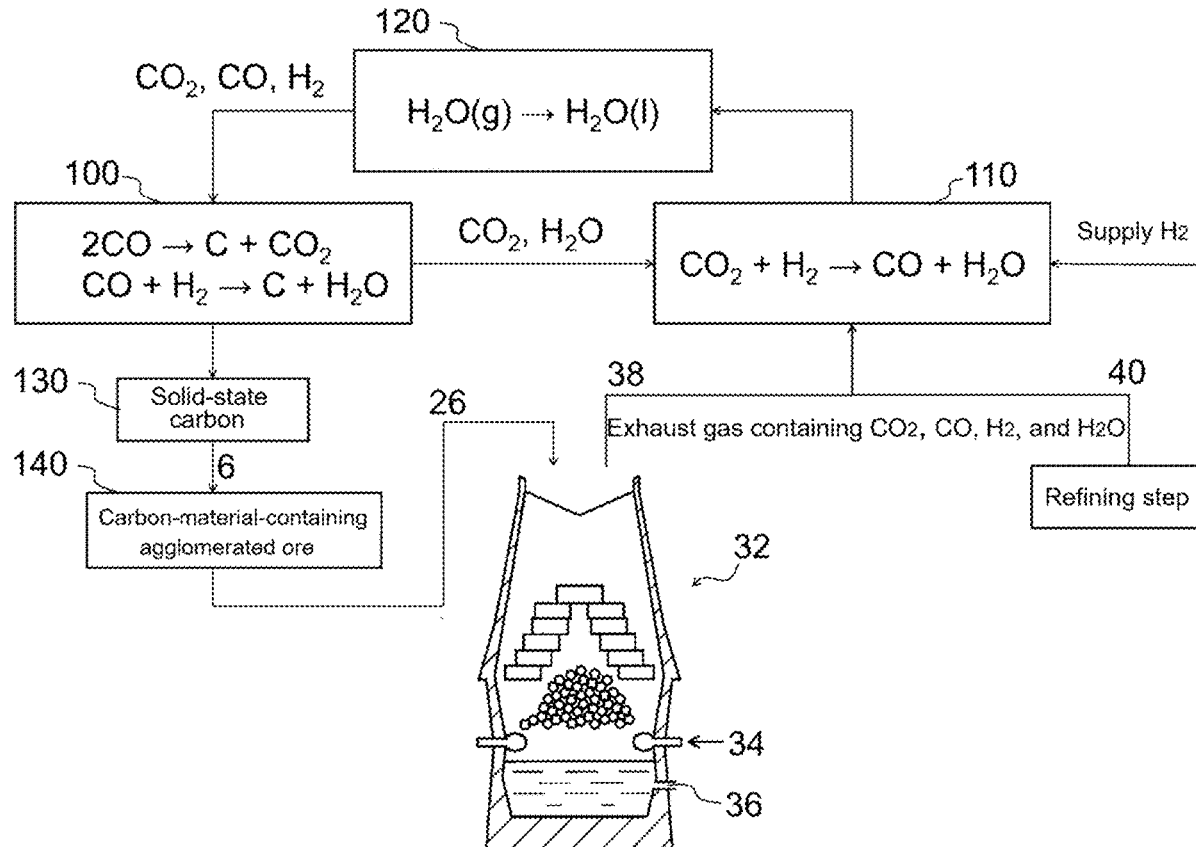 120
CO2, CO, H2
H2O(g) → H2O(l)
100
110
2CO → C + CO2
CO + H2 → C + H2O
CO2, H2O
CO2 + H2 → CO + H2O
Supply H2
130
Solid-state
carbon
38
40
26
Exhaust gas containing CO2, CO, H2, and H2O
6
140
Carbon-material-containing
agglomerated ore
Refining step
32
34
36